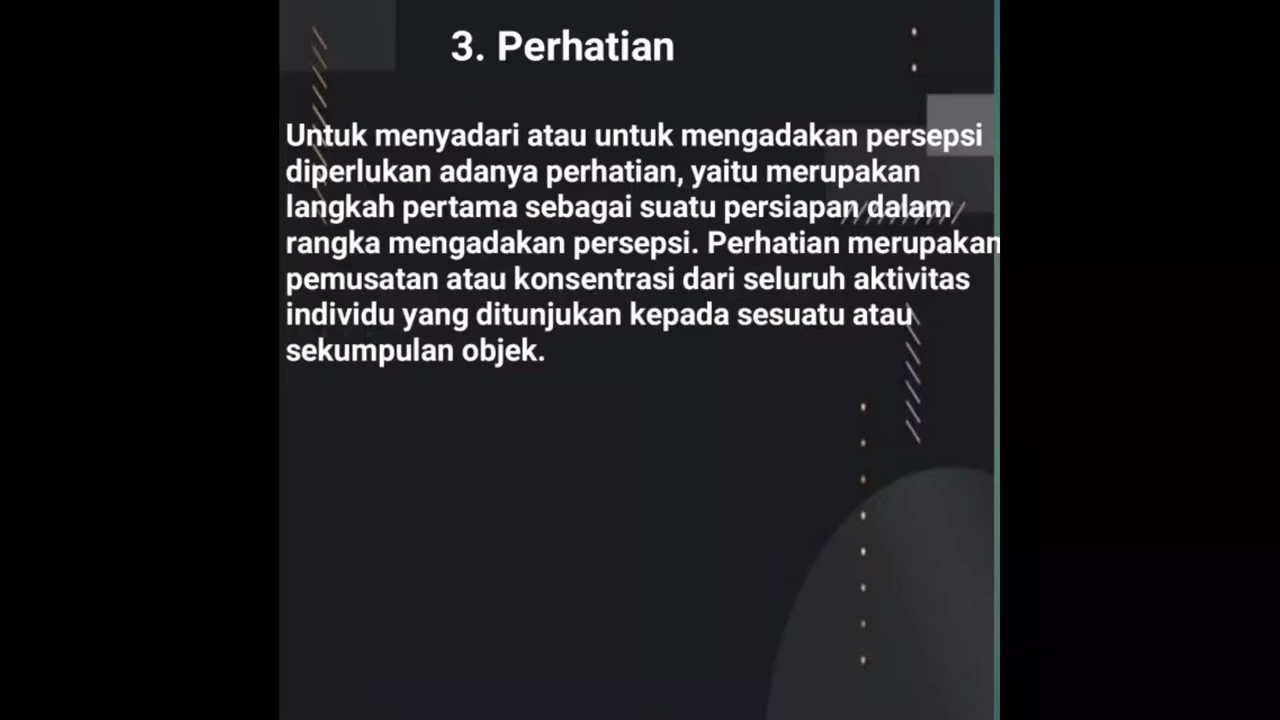 3. Perhatian
Untuk menyadari atau untuk mengadakan persepsi
diperlukan adanya perhatian, yaitu merupakan
langkah pertama sebagai suatu persiapan dalam
rangka mengadakan persepsi. Perhatian merupakan
pemusatan atau konsentrasi dari seluruh aktivitas
individu yang ditunjukan kepada sesuatu atau
sekumpulan objek.